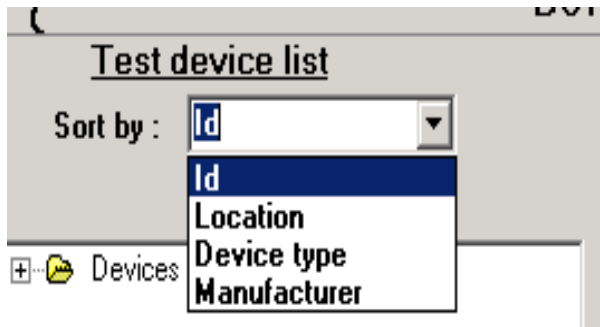 Test device list
Sort by : Id
Id
Location
Device type
Manufacturer
Devices